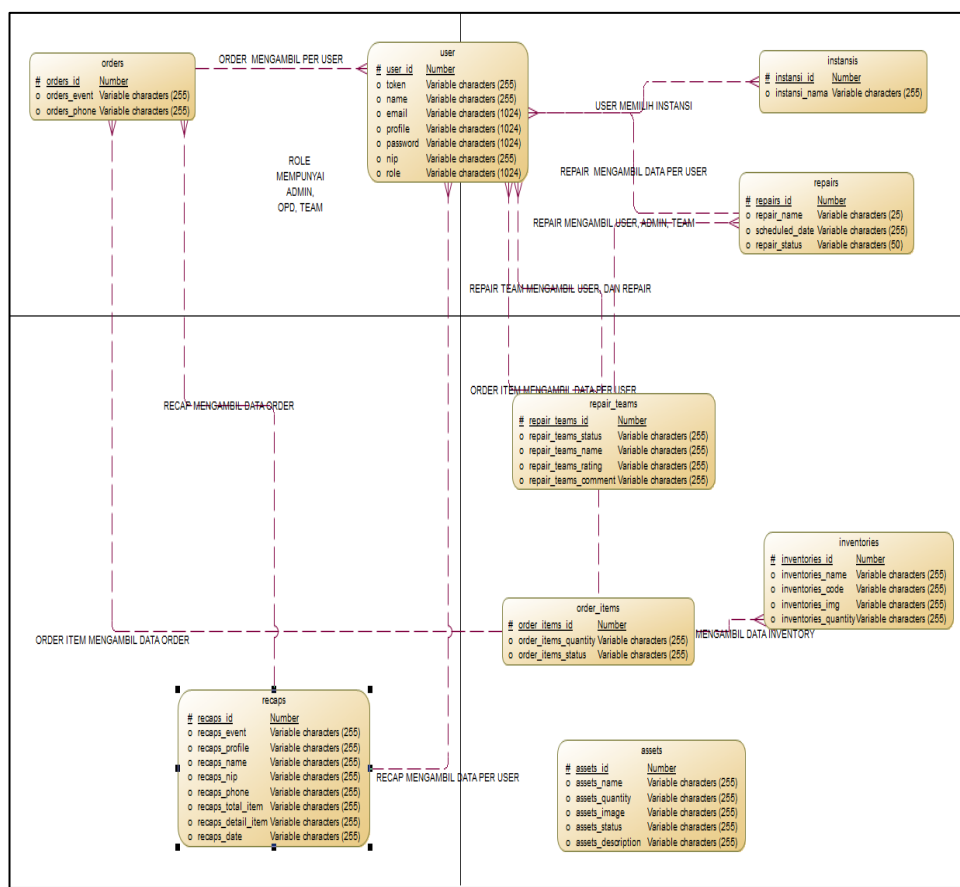 orders
# orders_id Number
o orders_event Variable characters (255)
o orders_phone Variable characters (255)
ORDER MENGAMBIL PER USER
user
# user_id Number
o token Variable characters (255)
o name Variable characters (255)
o email Variable characters (1024)
o profile Variable characters (1024)
o password Variable characters (1024)
o nip Variable characters (255)
o role Variable characters (1024)
instansis
# instansi_id Number
o instansi_nama Variable characters (255)
USER MEMILIH INSTANSI
ROLE
MEMPUNYAI
ADMIN,
OPD, TEAM
REPAIR MENGAMBIL DATA PER USER
repairs
# repairs_id Number
o repair_name Variable characters (25)
o scheduled_date Variable characters (255)
o repair_status Variable characters (50)
REPAIR MENGAMBIL USER, ADMIN, TEAM
REPAIR TEAM MENGAMBIL USER, DAN REPAIR
ORDER ITEM MENGAMBIL DATA PER USER
RECAP MENGAMBIL DATA ORDER
repair_teams
# repair_teams_id Number
o repair_teams_status Variable characters (255)
o repair_teams_name Variable characters (255)
o repair_teams_rating Variable characters (255)
o repair_teams_comment Variable characters (255)
inventories
# inventories_id Number
o inventories_name Variable characters (255)
o inventories_code Variable characters (255)
o inventories_img Variable characters (255)
o inventories_quantity Variable characters (255)
order_items
# order_items_id Number
o order_items_quantity Variable characters (255)
o order_items_status Variable characters (255)
MENGAMBIL DATA INVENTORY
ORDER ITEM MENGAMBIL DATA ORDER
recaps
# recaps_id Number
o recaps_event Variable characters (255)
o recaps_profile Variable characters (255)
o recaps_name Variable characters (255)
o recaps_nip Variable characters (255)
o recaps_phone Variable characters (255)
o recaps_total_item Variable characters (255)
o recaps_detail_item Variable characters (255)
o recaps_date Variable characters (255)
RECAP MENGAMBIL DATA PER USER
assets
# assets_id Number
o assets_name Variable characters (255)
o assets_quantity Variable characters (255)
o assets_image Variable characters (255)
o assets_status Variable characters (255)
o assets_description Variable characters (255)